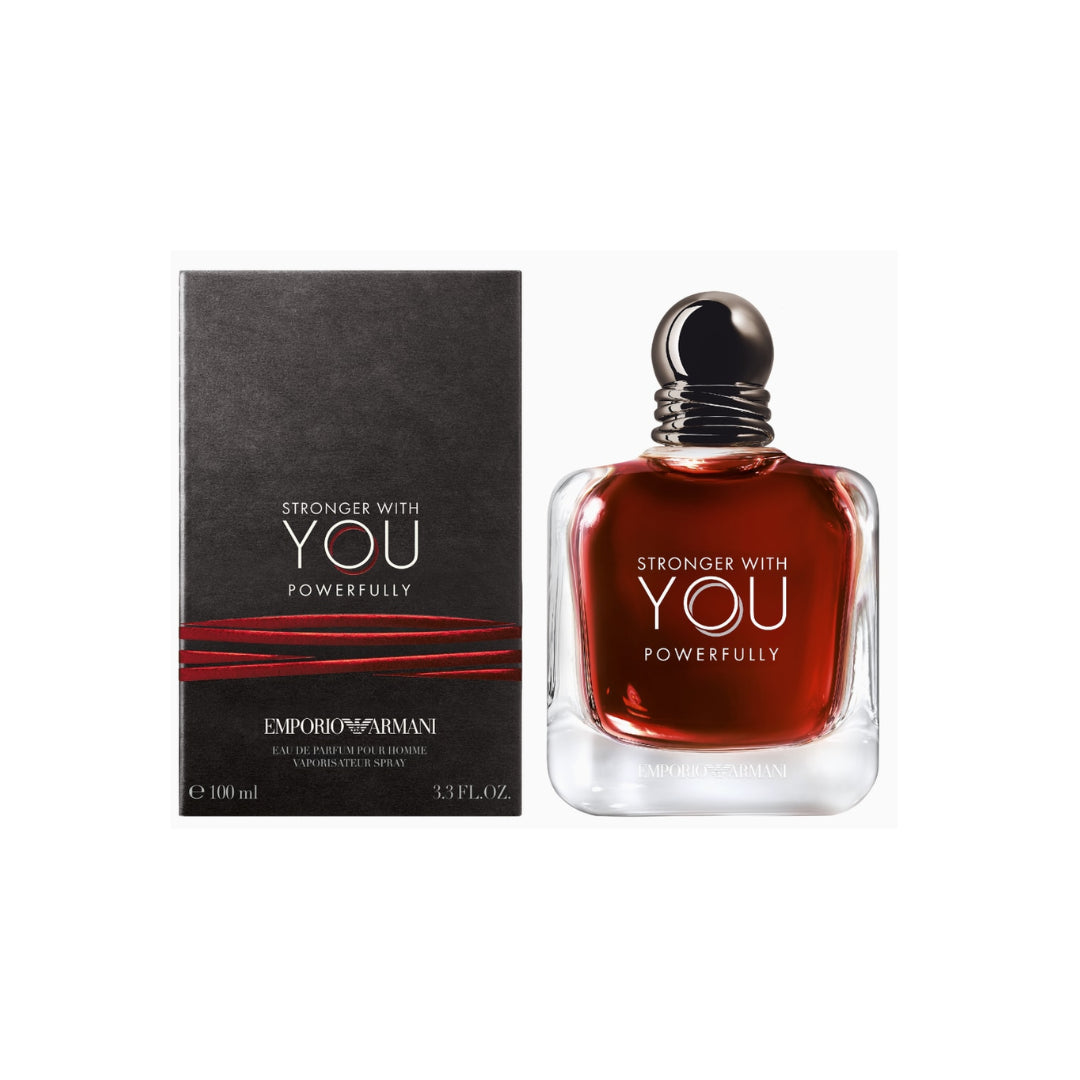 STRONGER WITH
YOU
POWERFULLY
EMPORIO ARMANI
EAU DE PARFUM POUR HOMME
VAPORISATEUR SPRAY
℮ 100 ml
3.3 FL.OZ.
STRONGER WITH
YOU
POWERFULLY
EMPORIO ARMANI